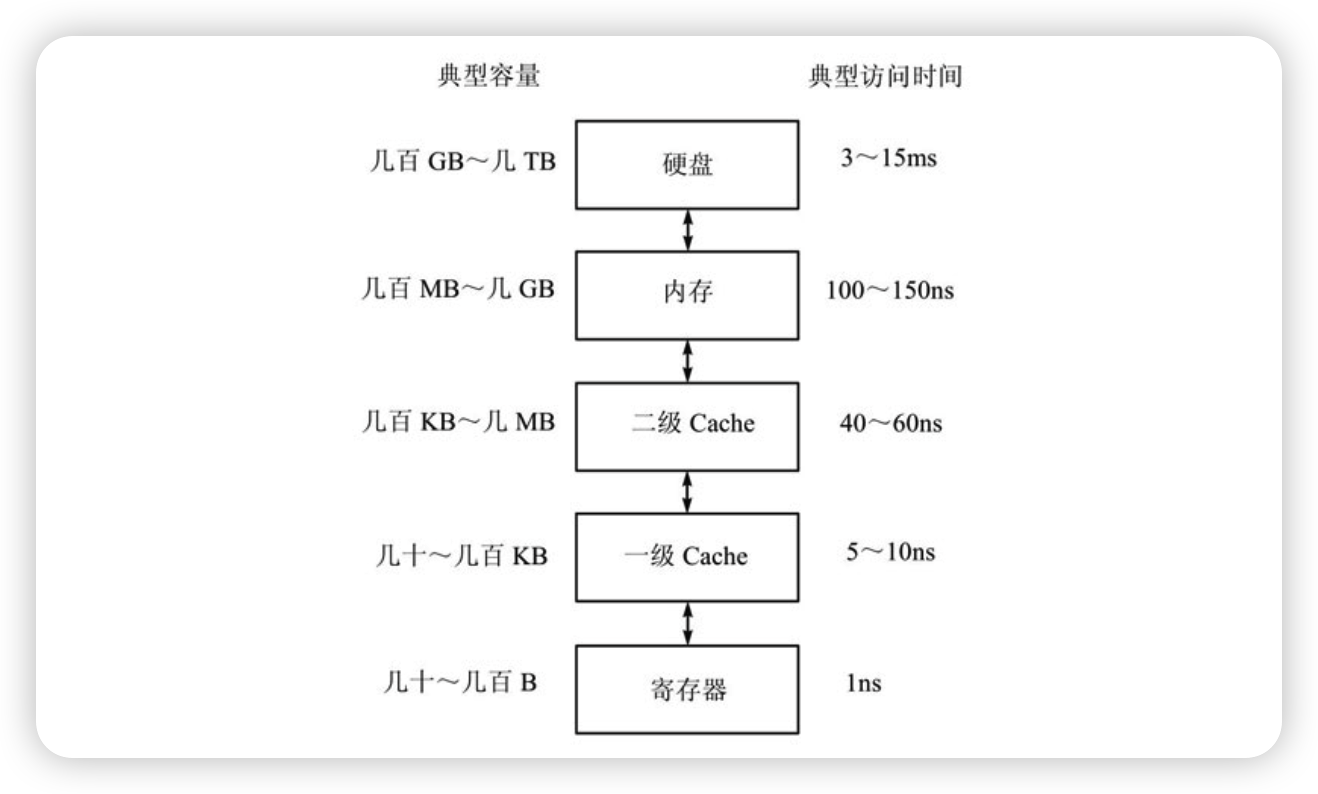 典型容量 典型访问时间
几百 GB～几 TB 硬盘 3～15ms
几百 MB～几 GB 内存 100～150ns
几百 KB～几 MB 二级 Cache 40～60ns
几十～几百 KB 一级 Cache 5～10ns
几十～几百 B 寄存器 1ns